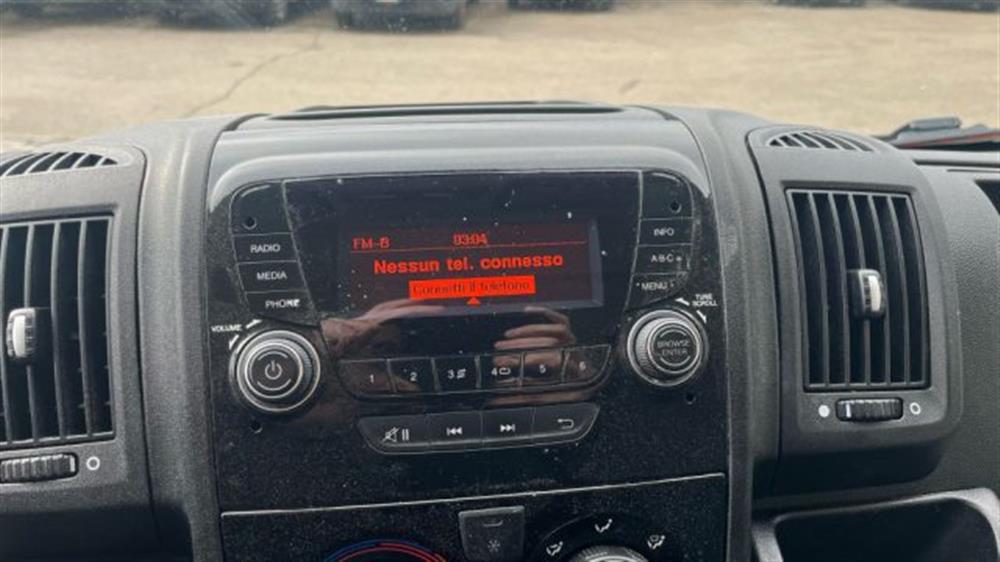 FM-B 03:04
Nessun tel. connesso
Connetti il telefono
RADIO
MEDIA
PHONE
VOLUME
INFO
A-B-C
MENU
TUNE
SCROLL
BROWSE
ENTER
1 2 3 4 5 6